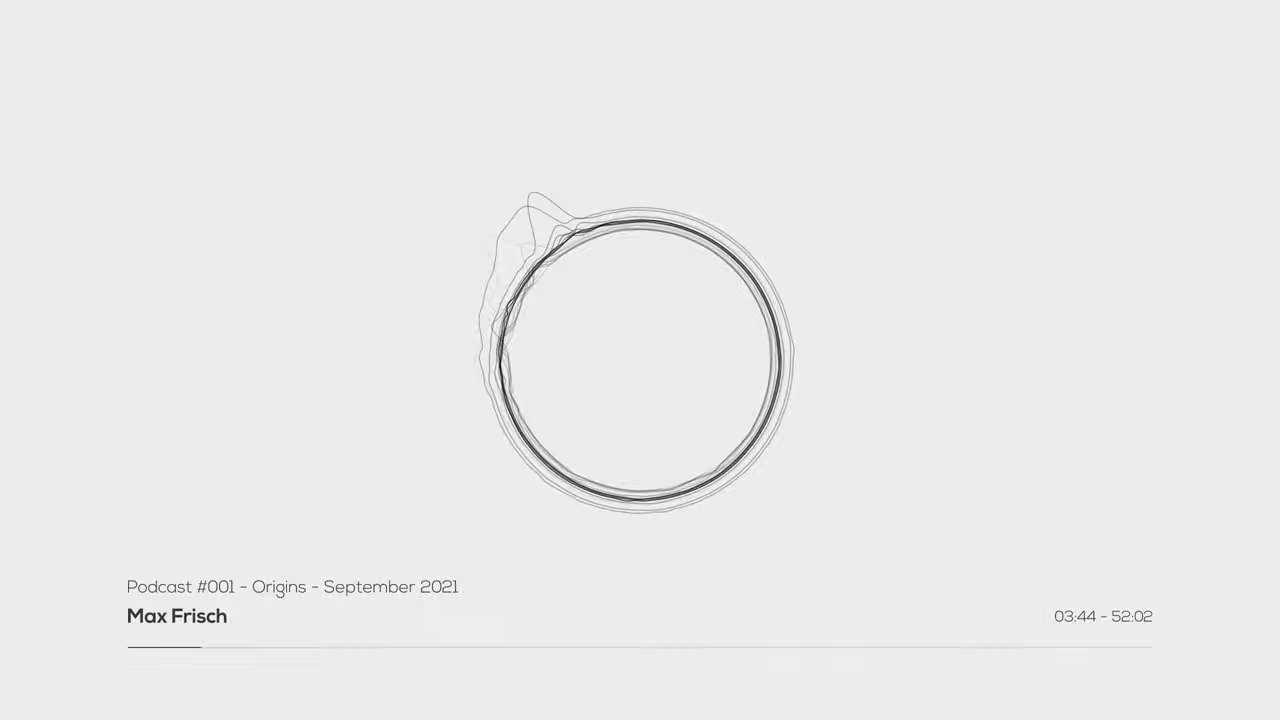 Podcast #001 - Origins - September 2021
Max Frisch
03:44 - 52:02